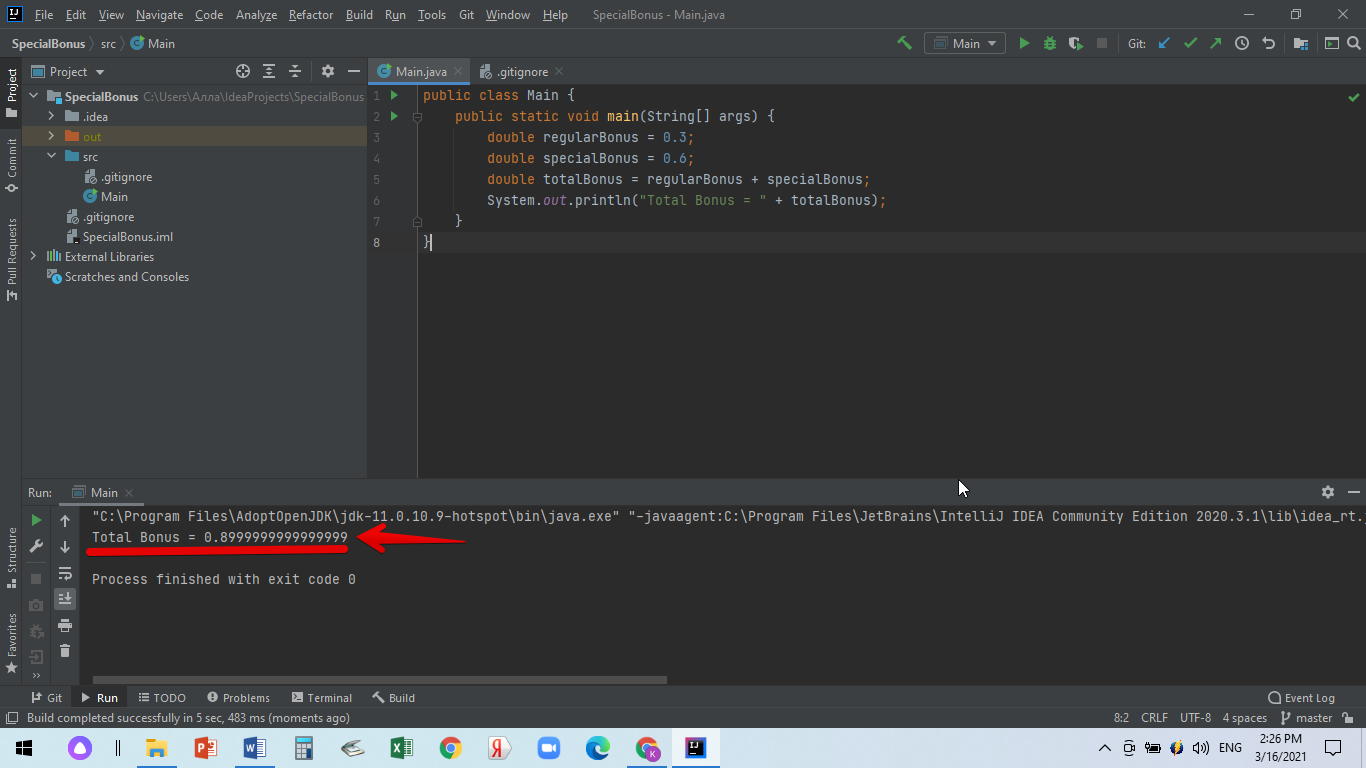 File Edit View Navigate Code Analyze Refactor Build Run Tools Git Window Help SpecialBonus - Main.java
SpecialBonus src Main
Main Git:
Project
Project
Commit
Pull Requests
SpecialBonus C:\Users\Алла\IdeaProjects\SpecialBonus
.idea
out
src
.gitignore
Main
.gitignore
SpecialBonus.iml
External Libraries
Scratches and Consoles
Main.java .gitignore
1 public class Main {
2 public static void main(String[] args) {
3 double regularBonus = 0.3;
4 double specialBonus = 0.6;
5 double totalBonus = regularBonus + specialBonus;
6 System.out.println("Total Bonus = " + totalBonus);
7 }
8 }
Run: Main
Structure
Favorites
"C:\Program Files\AdoptOpenJDK\jdk-11.0.10.9-hotspot\bin\java.exe" "-javaagent:C:\Program Files\JetBrains\IntelliJ IDEA Community Edition 2020.3.1\lib\idea_rt.
Total Bonus = 0.8999999999999999
Process finished with exit code 0
Git Run TODO Problems Terminal Build Event Log
Build completed successfully in 5 sec, 483 ms (moments ago) 8:2 CRLF UTF-8 4 spaces master
ENG
2:26 PM
3/16/2021